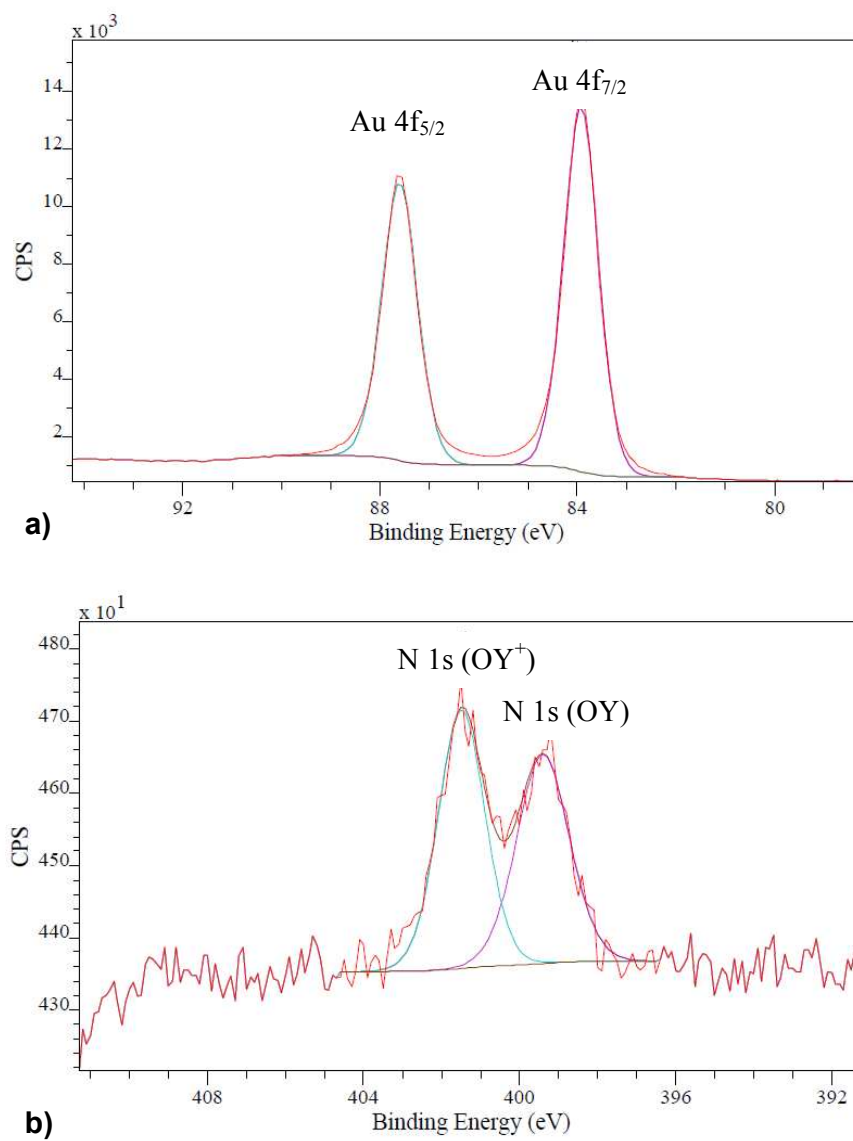 x 10³
Au 4f₇/₂
Au 4f₅/₂
14
12
10
8
6
4
2
CPS
92
88
84
80
Binding Energy (eV)
a)
x 10¹
480
470
460
450
440
430
N 1s (OY⁺)
N 1s (OY)
CPS
408
404
400
396
392
Binding Energy (eV)
b)